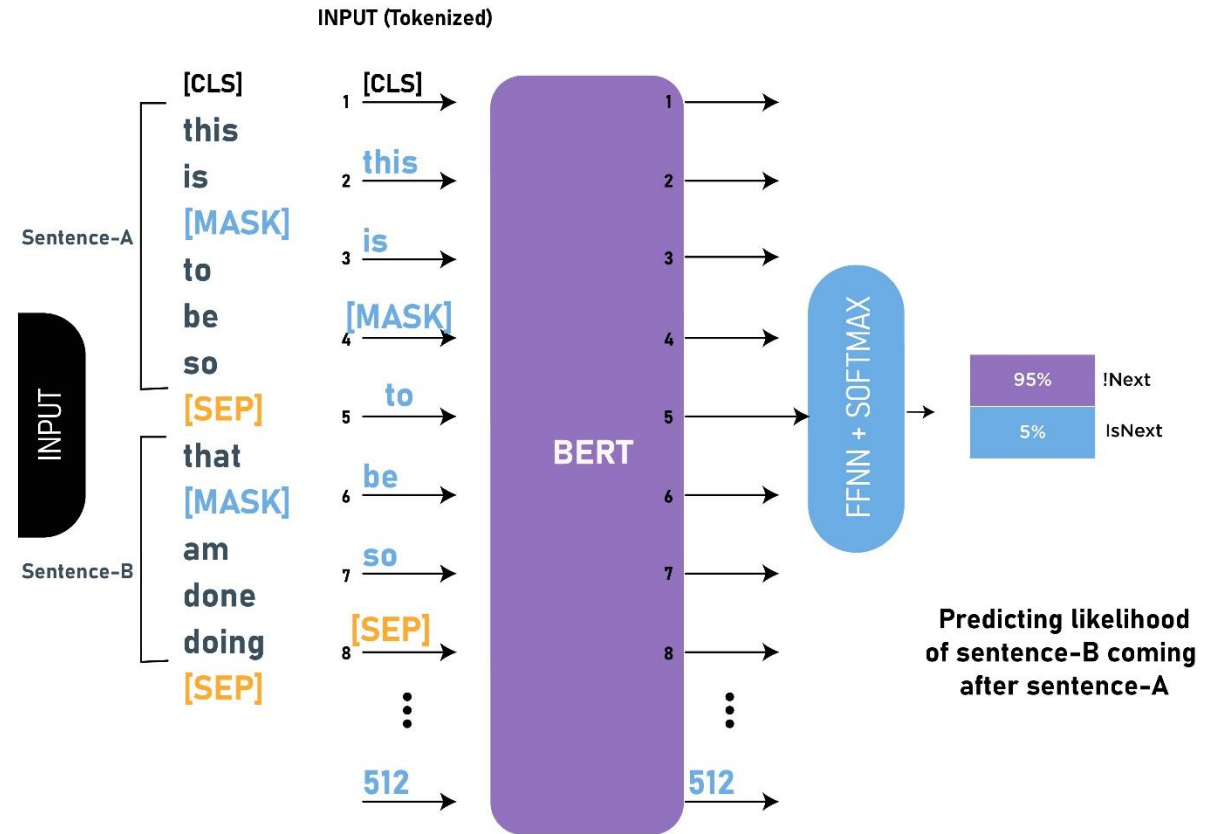 INPUT (Tokenized)
INPUT
Sentence-A
Sentence-B
[CLS]
this
is
[MASK]
to
be
so
[SEP]
that
[MASK]
am
done
doing
[SEP]
1 [CLS]
2 this
3 is
4 [MASK]
5 to
6 be
7 so
8 [SEP]
512
BERT
1
2
3
4
5
6
7
8
512
FFNN + SOFTMAX
95% !Next
5% IsNext
Predicting likelihood
of sentence-B coming
after sentence-A